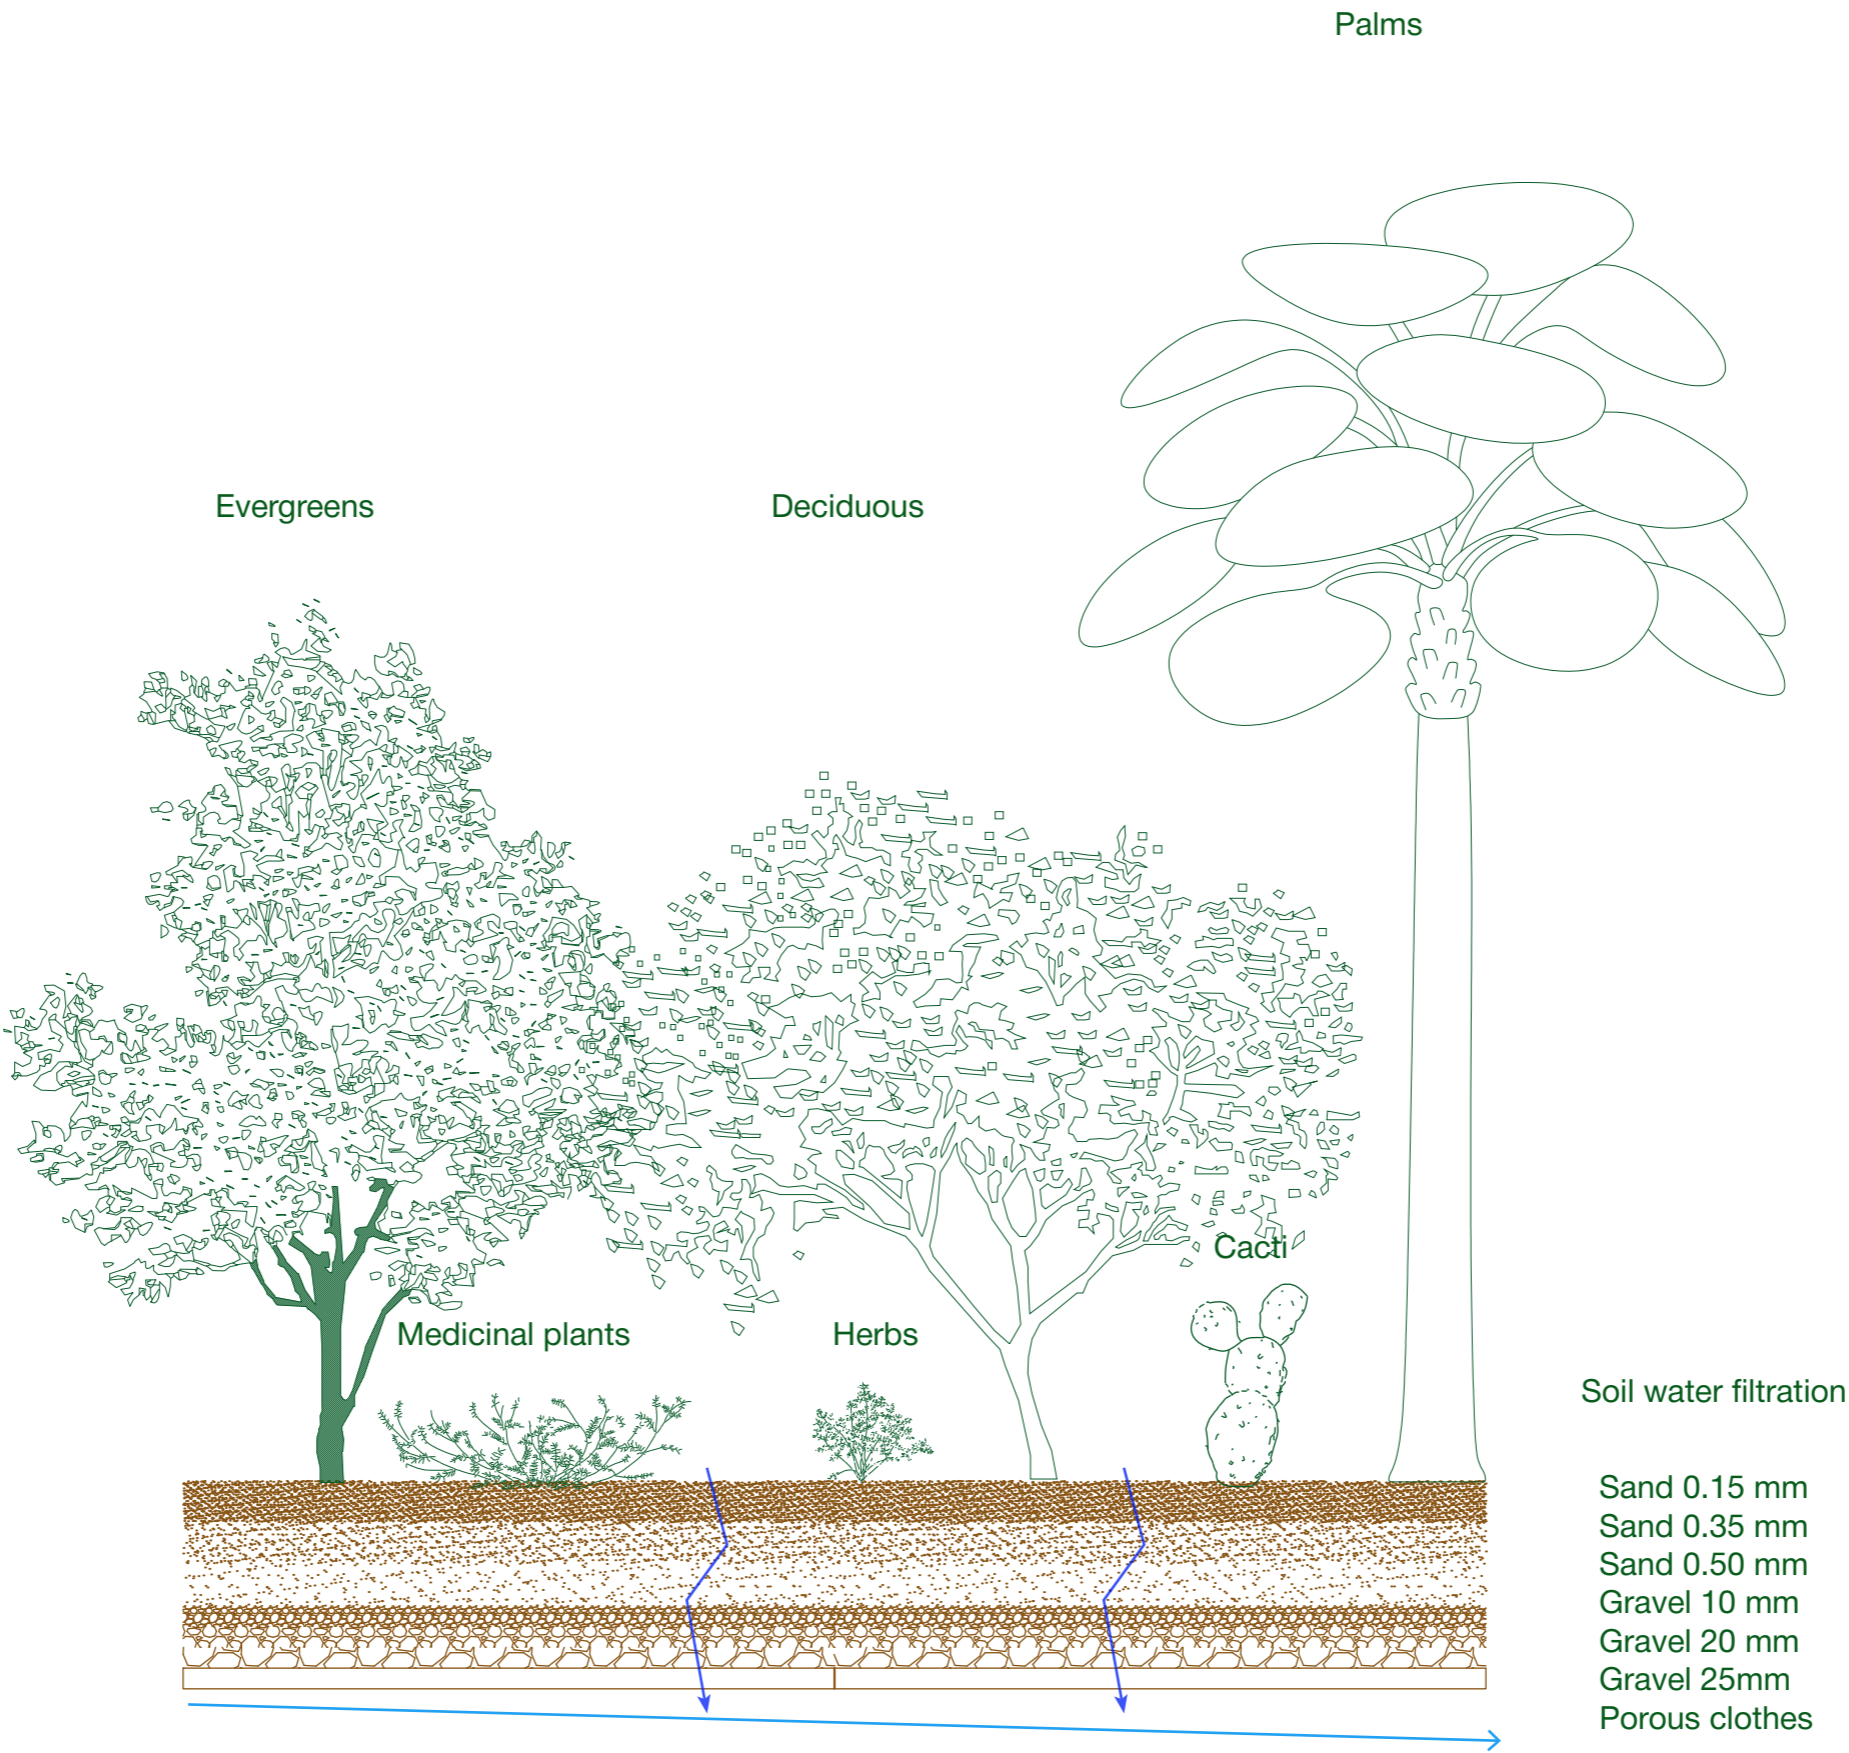 Palms
Evergreens
Deciduous
Cacti
Medicinal plants
Herbs
Soil water filtration
Sand 0.15 mm
Sand 0.35 mm
Sand 0.50 mm
Gravel 10 mm
Gravel 20 mm
Gravel 25mm
Porous clothes